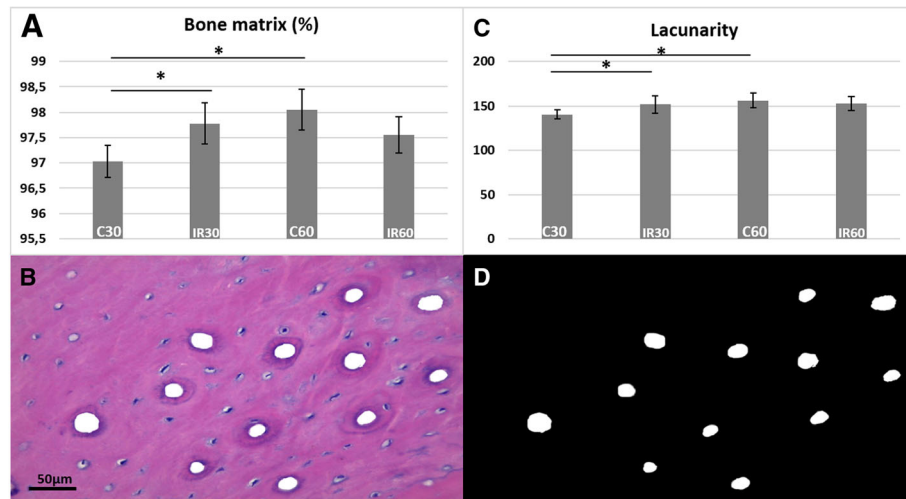 A
Bone matrix (%)
*
*
99
98,5
98
97,5
97
96,5
96
95,5
C30
IR30
C60
IR60
C
Lacunarity
*
*
200
150
100
50
0
C30
IR30
C60
IR60
B
50µm
D